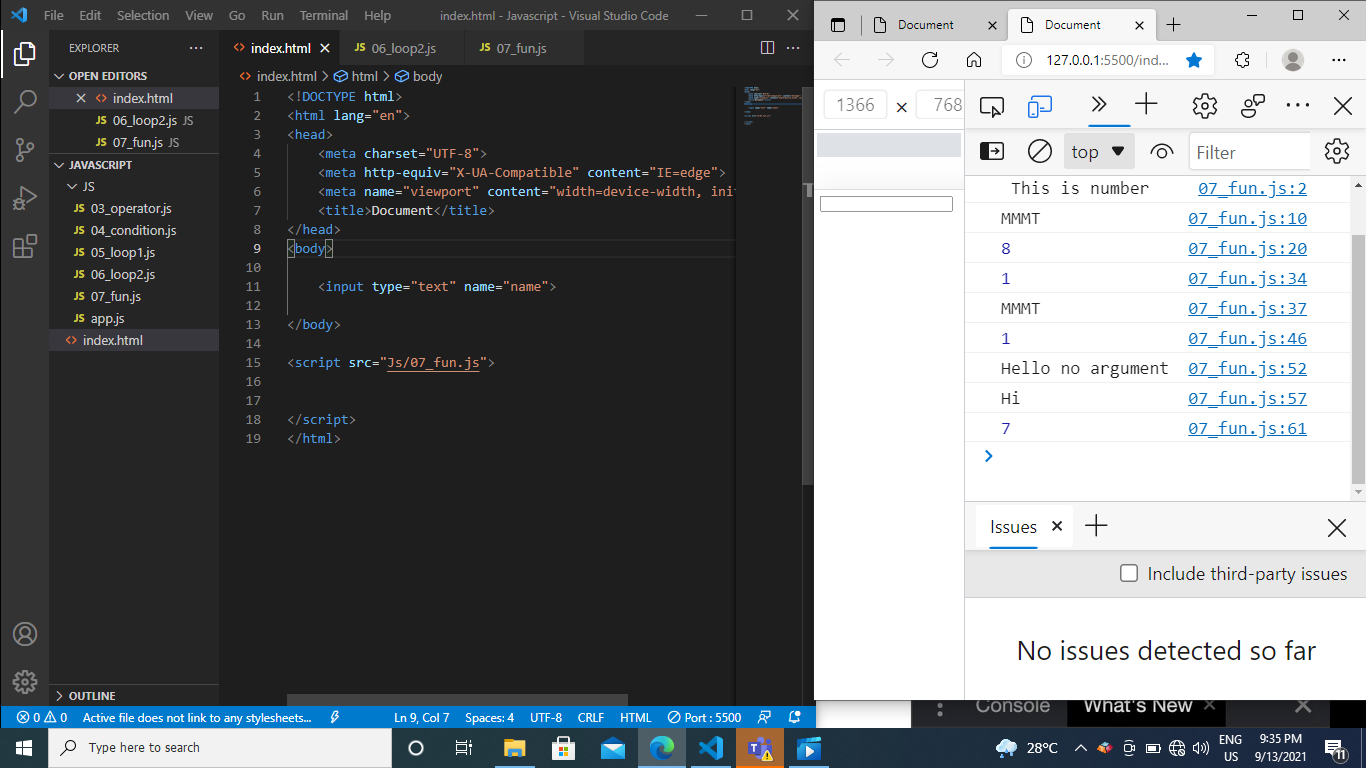 File Edit Selection View Go Run Terminal Help index.html - Javascript - Visual Studio Code
EXPLORER
OPEN EDITORS
index.html
06_loop2.js JS
07_fun.js JS
JAVASCRIPT
JS
03_operator.js
04_condition.js
05_loop1.js
06_loop2.js
07_fun.js
app.js
index.html
OUTLINE
index.html 06_loop2.js 07_fun.js
index.html > html > body
1 <!DOCTYPE html>
2 <html lang="en">
3 <head>
4 <meta charset="UTF-8">
5 <meta http-equiv="X-UA-Compatible" content="IE=edge">
6 <meta name="viewport" content="width=device-width, init
7 <title>Document</title>
8 </head>
9 <body>
10
11 <input type="text" name="name">
12
13 </body>
14
15 <script src="Js/07_fun.js">
16
17
18 </script>
19 </html>
0 0 Active file does not link to any stylesheets... Ln 9, Col 7 Spaces: 4 UTF-8 CRLF HTML Port : 5500
Document Document
127.0.0.1:5500/ind...
1366 × 768
top Filter
This is number 07_fun.js:2
MMMT 07_fun.js:10
8 07_fun.js:20
1 07_fun.js:34
MMMT 07_fun.js:37
1 07_fun.js:46
Hello no argument 07_fun.js:52
Hi 07_fun.js:57
7 07_fun.js:61
Issues
Include third-party issues
No issues detected so far
Console What's New
Type here to search
28°C
ENG
US
9:35 PM
9/13/2021
11